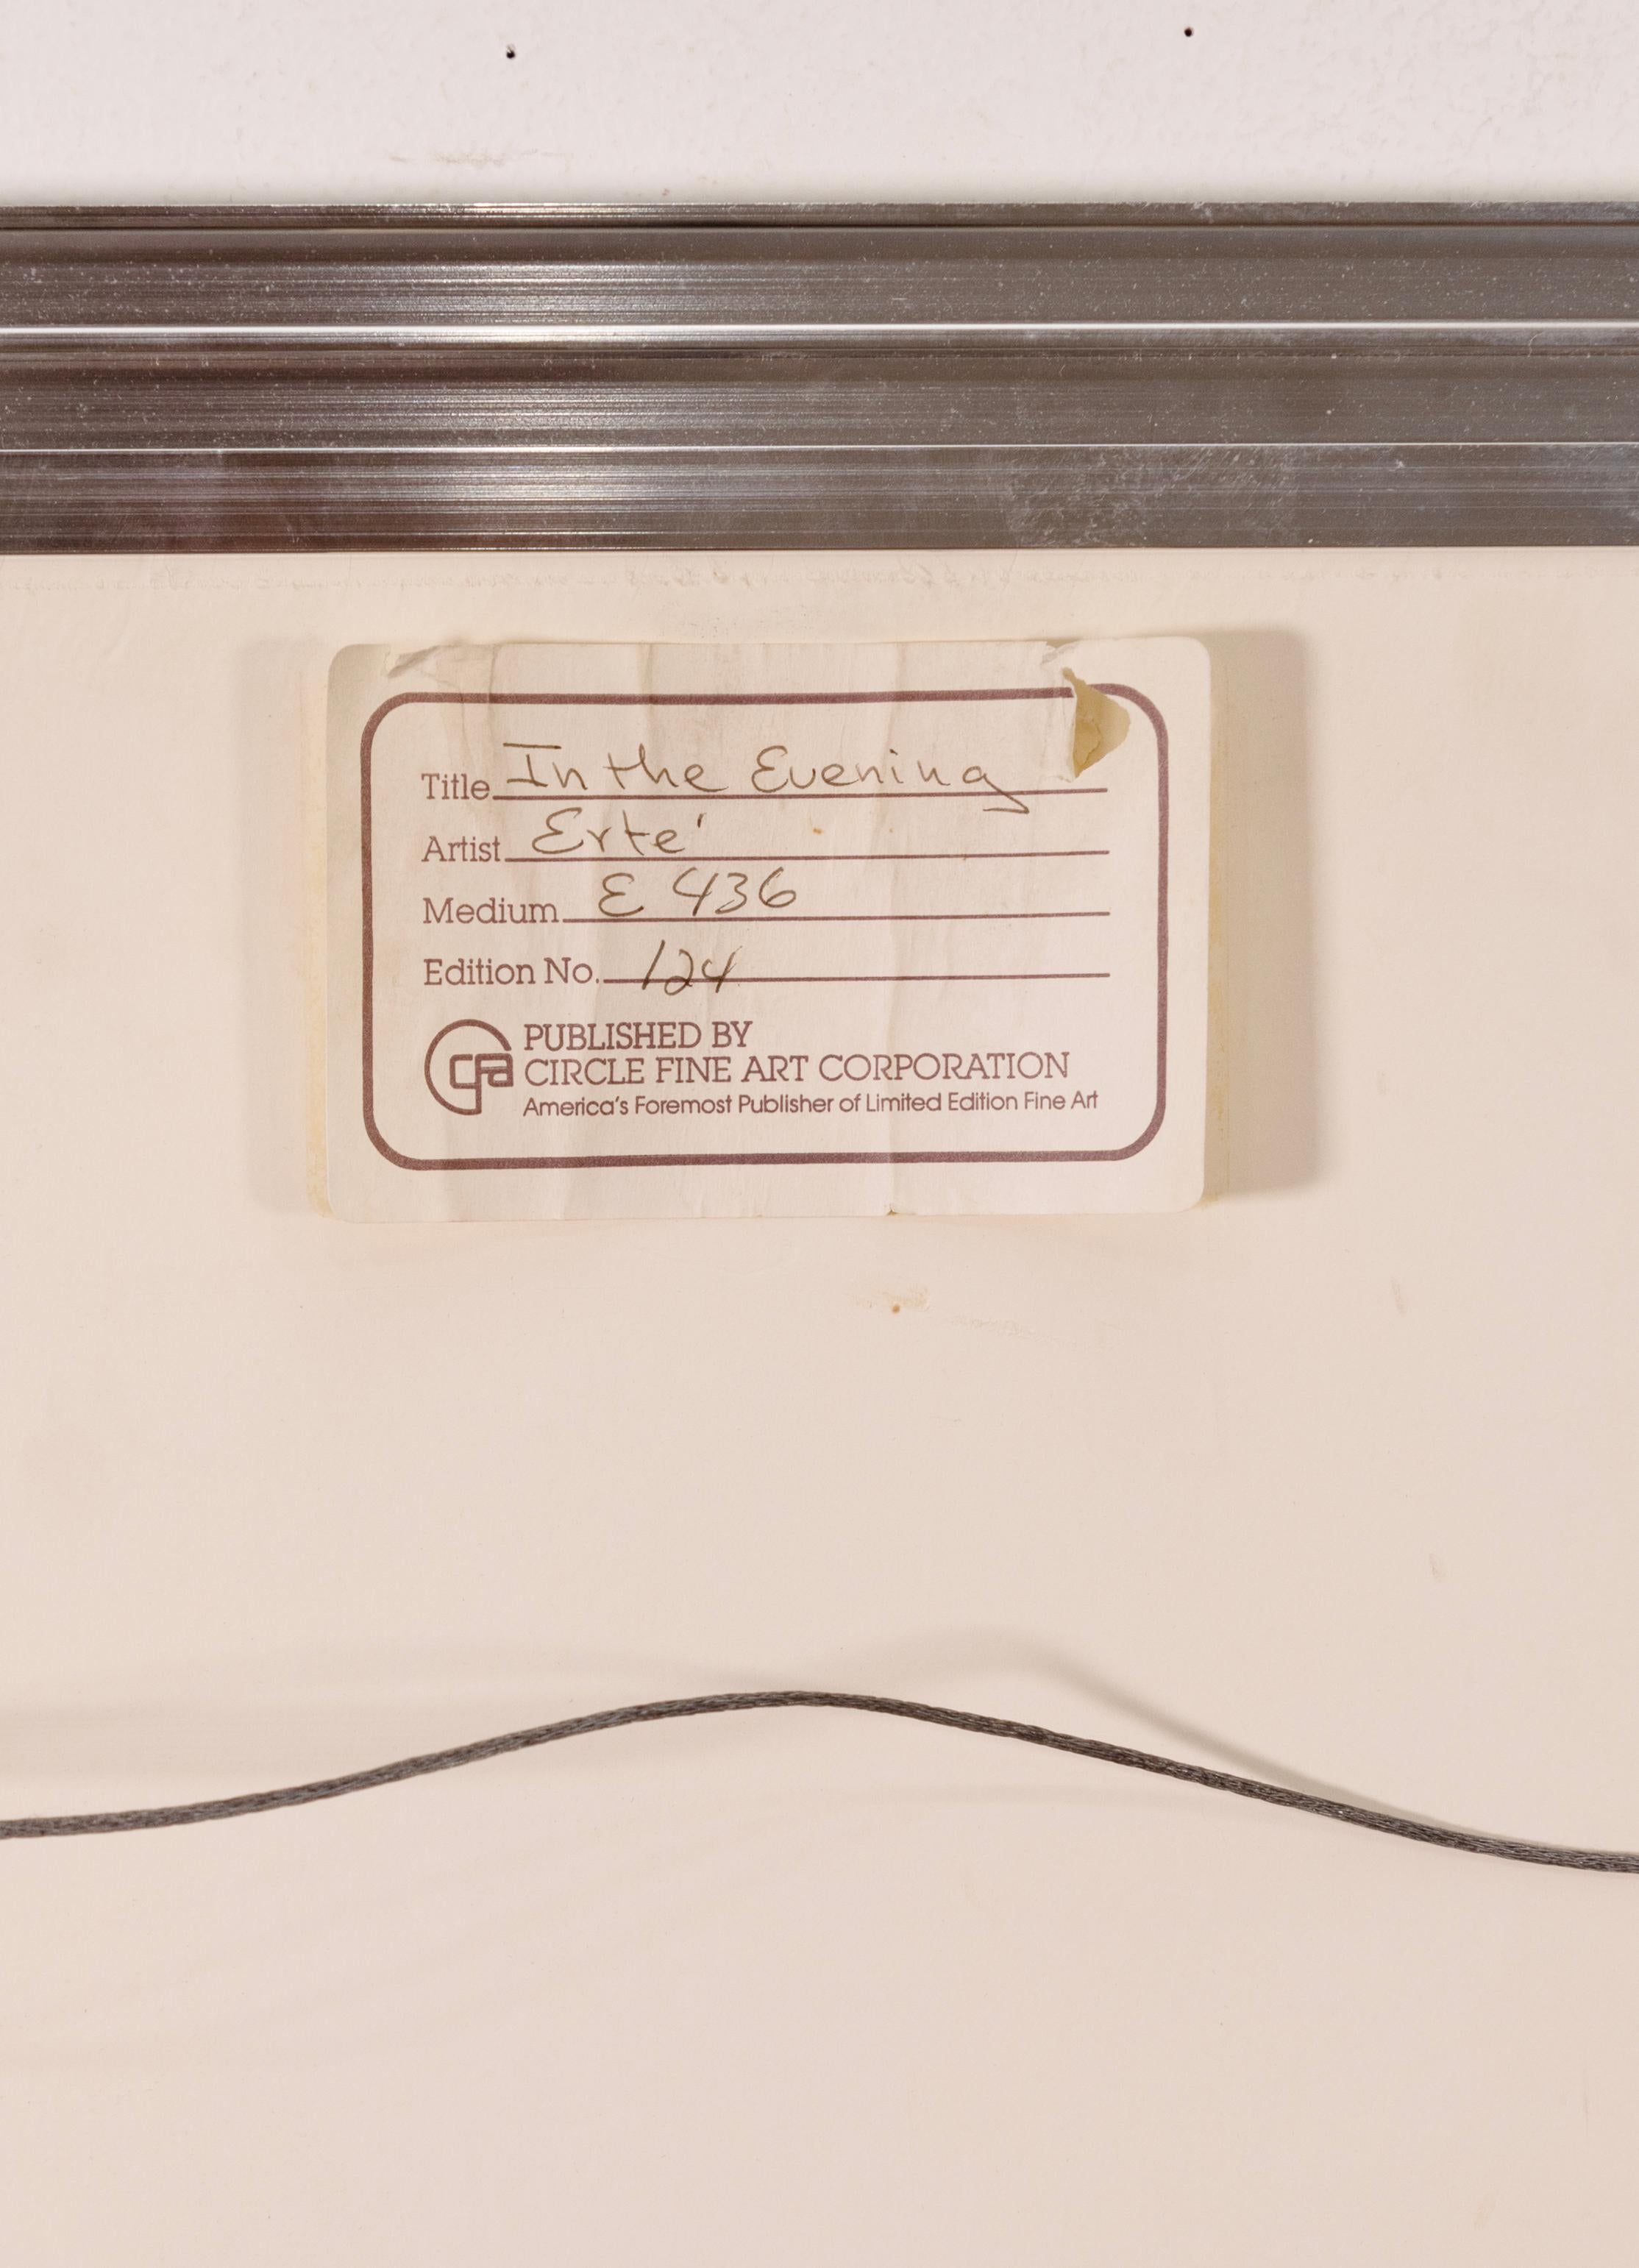 Title In the Evening
Artist Erte'
Medium E 436
Edition No. 124
cfa PUBLISHED BY
CIRCLE FINE ART CORPORATION
America's Foremost Publisher of Limited Edition Fine Art